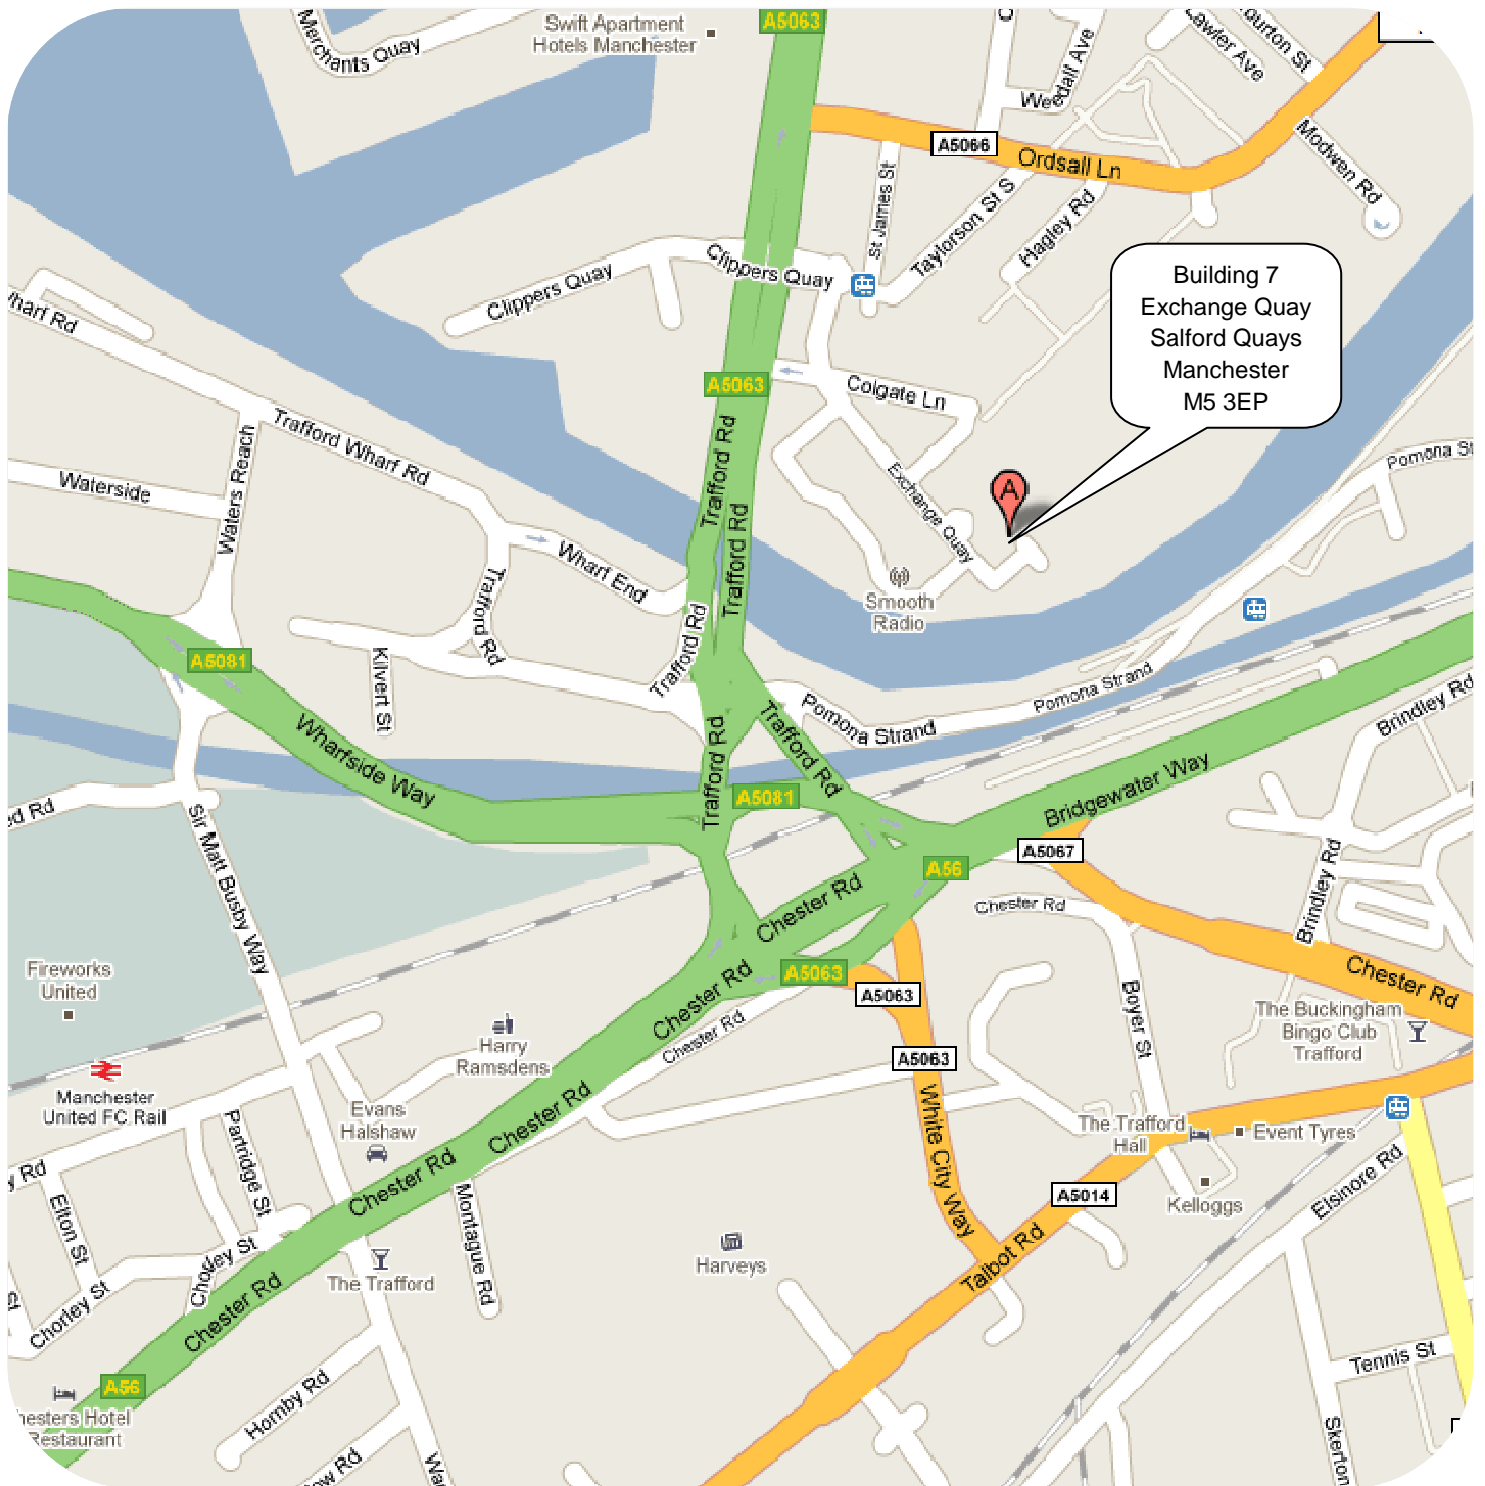 Merchants Quay
Swift Apartment
Hotels Manchester
A5063
Weedall Ave
Lawler Ave
Modwen Rd
A5066
Ordsall Ln
St James St
Taylorson St S
Hagley Rd
Clippers Quay
Clippers Quay
Building 7
Exchange Quay
Salford Quays
Manchester
M5 3EP
Trafford Wharf Rd
A5063
Colgate Ln
Waterside
Waters Reach
Trafford Rd
Trafford Rd
Exchange Quay
A
Wharf End
Smooth
Radio
Trafford Rd
Trafford Rd
Kilvert St
A5081
Pomona Strand
Pomona Strand
Wharfside Way
Trafford Rd
Trafford Rd
A5081
Bridgewater Way
Brindley Rd
Sir Matt Busby Way
A5067
A56
Chester Rd
Chester Rd
Brindley Rd
Fireworks
United
Chester Rd
A5063
A5063
Chester Rd
Boyer St
Chester Rd
The Buckingham
Bingo Club
Trafford
Harry
Ramsdens
A5063
Manchester
United FC Rail
Evans
Halshaw
Partridge St
Chester Rd
White City Way
The Trafford
Hall
Event Tyres
Kelloggs
Chester Rd
Montague Rd
Elton St
A5014
Elsinore Rd
Chorley St
Chorley St
The Trafford
Harveys
Talbot Rd
Chester Rd
A56
Hornby Rd
Tennis St
Skerton
hesters Hotel
Restaurant